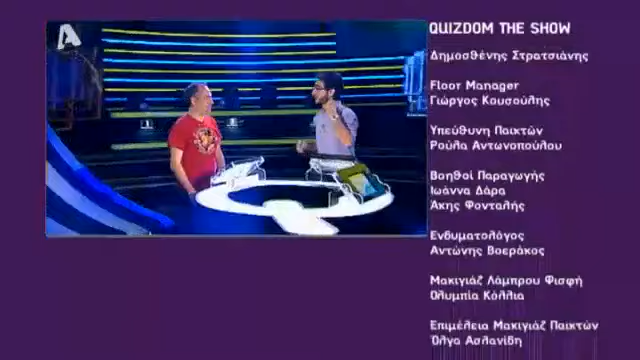 A
QUIZDOM THE SHOW
Δημοσθένης Στρατσιάνης
Floor Manager
Γιώργος Κουσούλης
Υπεύθυνη Παικτών
Ρούλα Αντωνοπούλου
Βοηθοί Παραγωγής
Ιωάννα Δάρα
Άκης Φονταλής
Ενδυματολόγος
Αντώνης Βοεράκος
Μακιγιάζ Λάμπρου Φισφή
Ολυμπία Κόλλια
Επιμέλεια Μακιγιάζ Παικτών
Όλγα Ασλανίδη